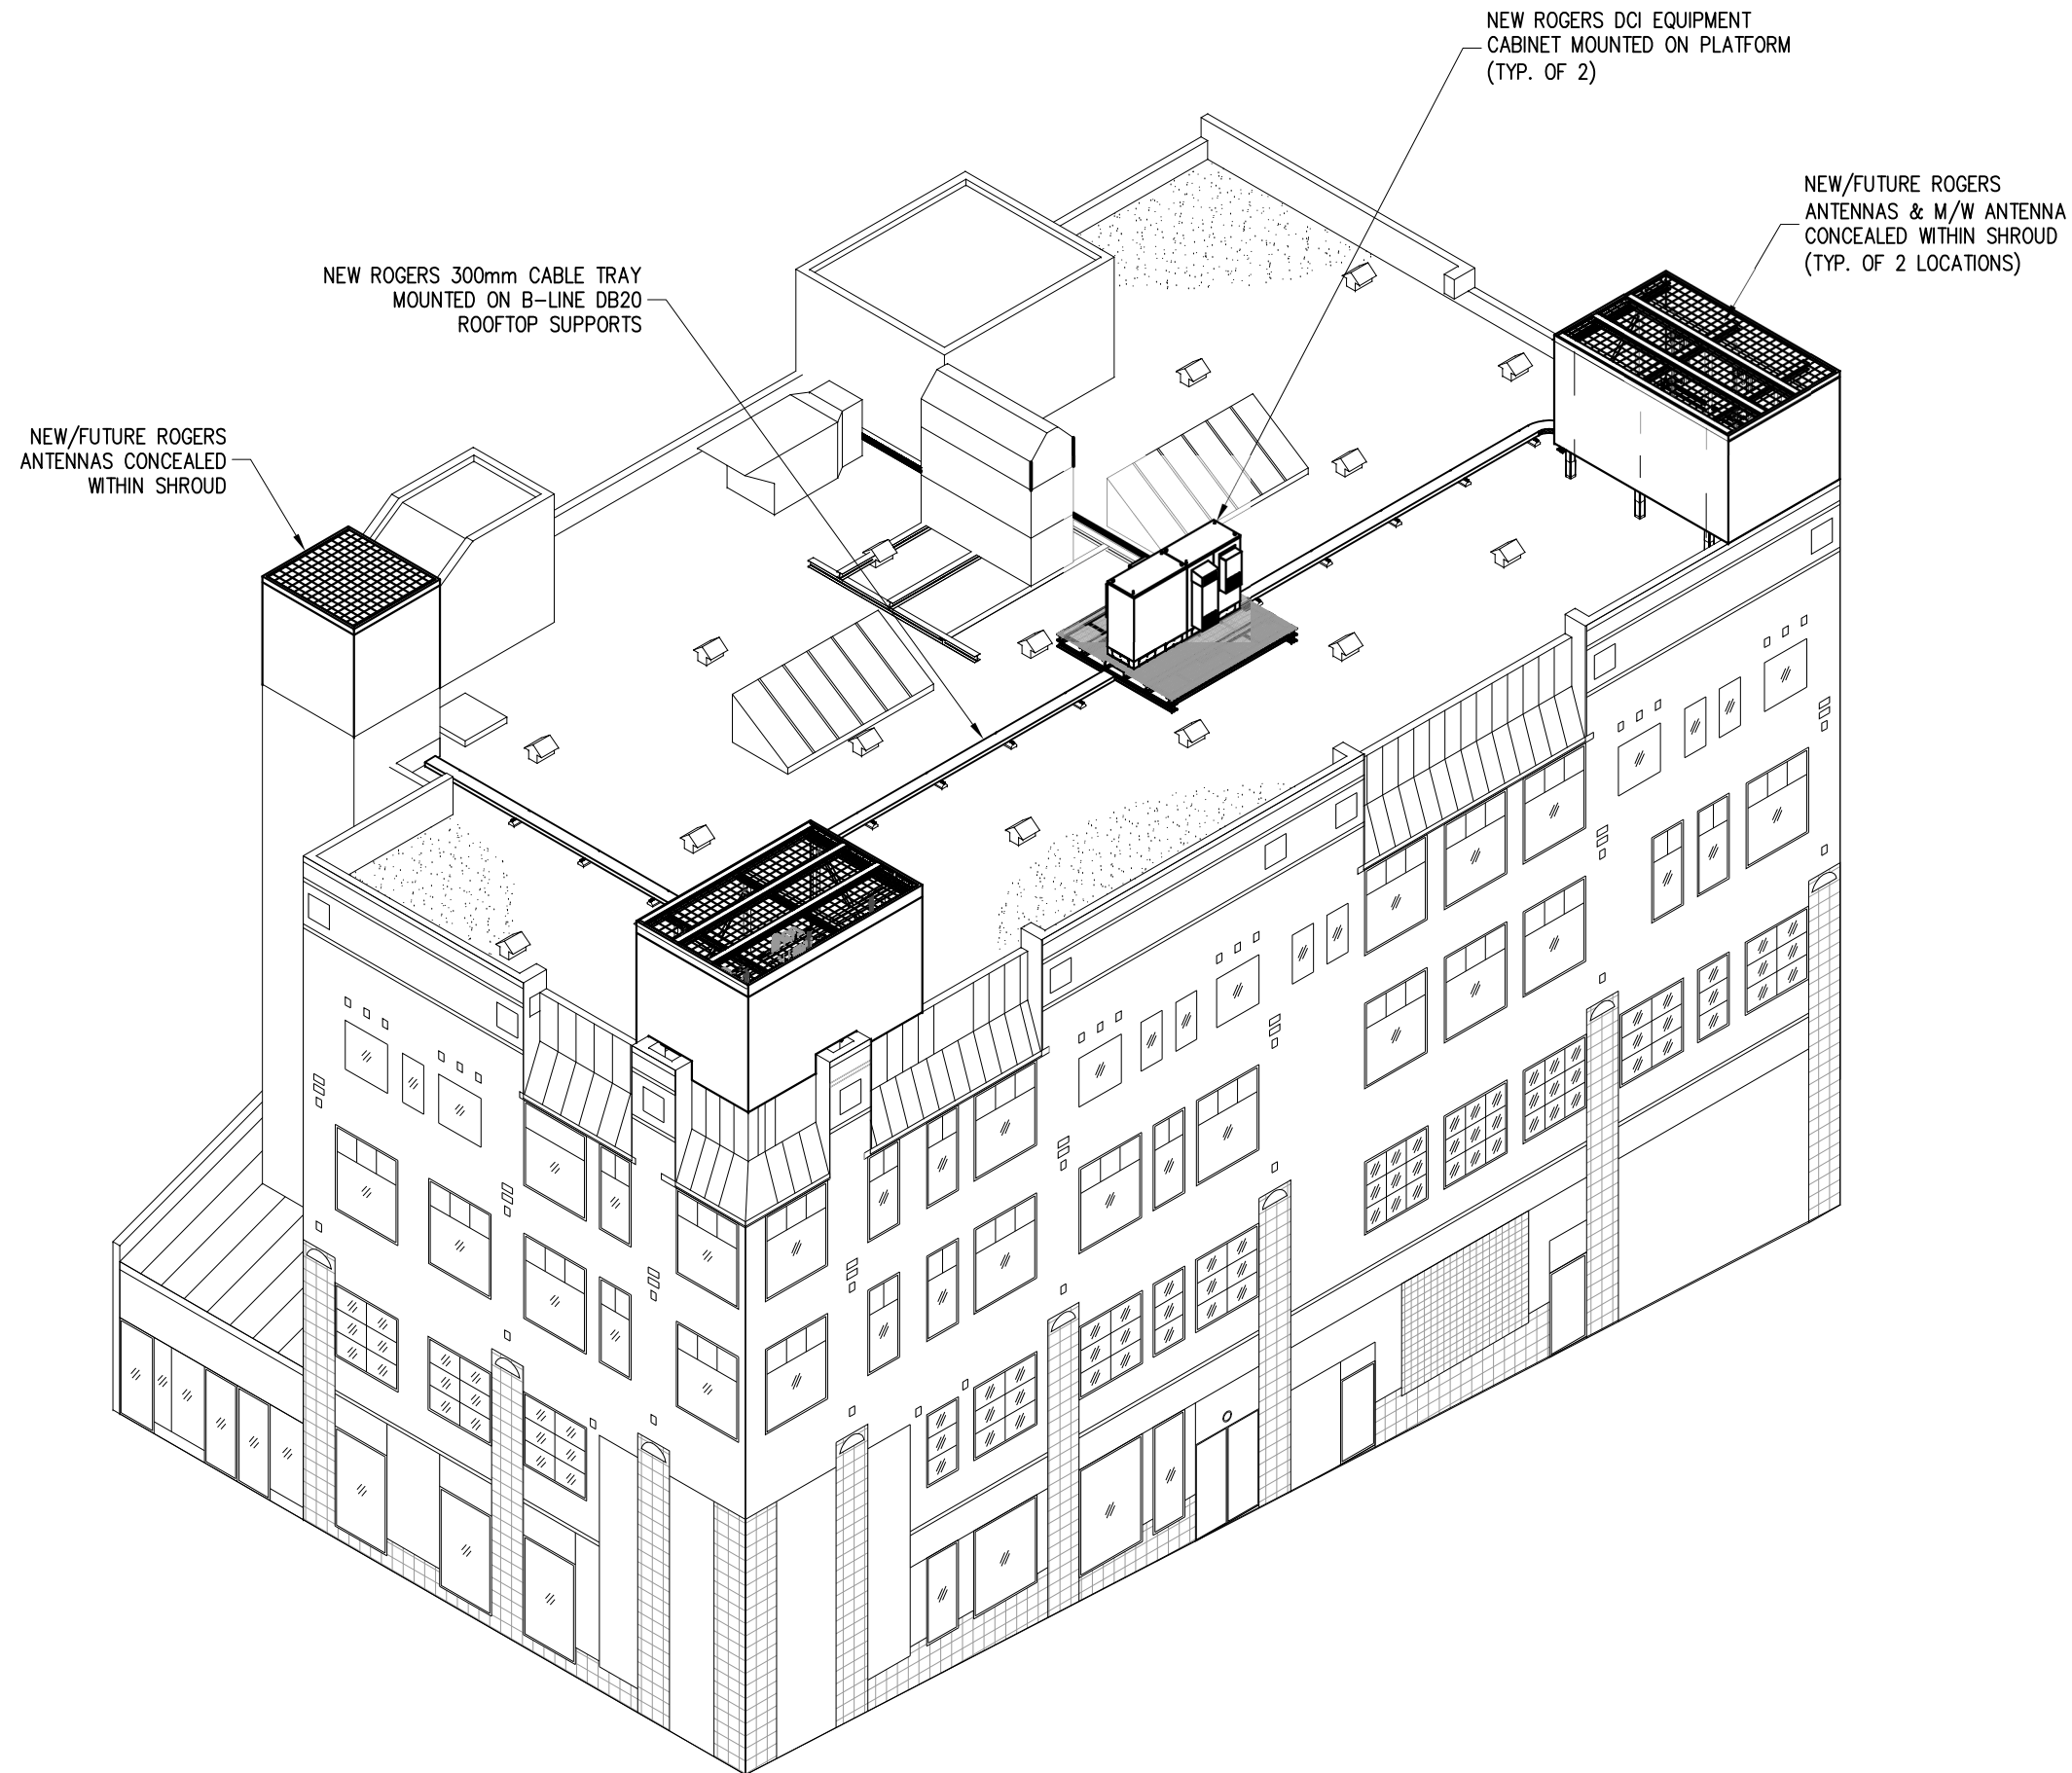 NEW ROGERS DCI EQUIPMENT
CABINET MOUNTED ON PLATFORM
(TYP. OF 2)
NEW/FUTURE ROGERS
ANTENNAS & M/W ANTENNA
CONCEALED WITHIN SHROUD
(TYP. OF 2 LOCATIONS)
NEW ROGERS 300mm CABLE TRAY
MOUNTED ON B-LINE DB20
ROOFTOP SUPPORTS
NEW/FUTURE ROGERS
ANTENNAS CONCEALED
WITHIN SHROUD